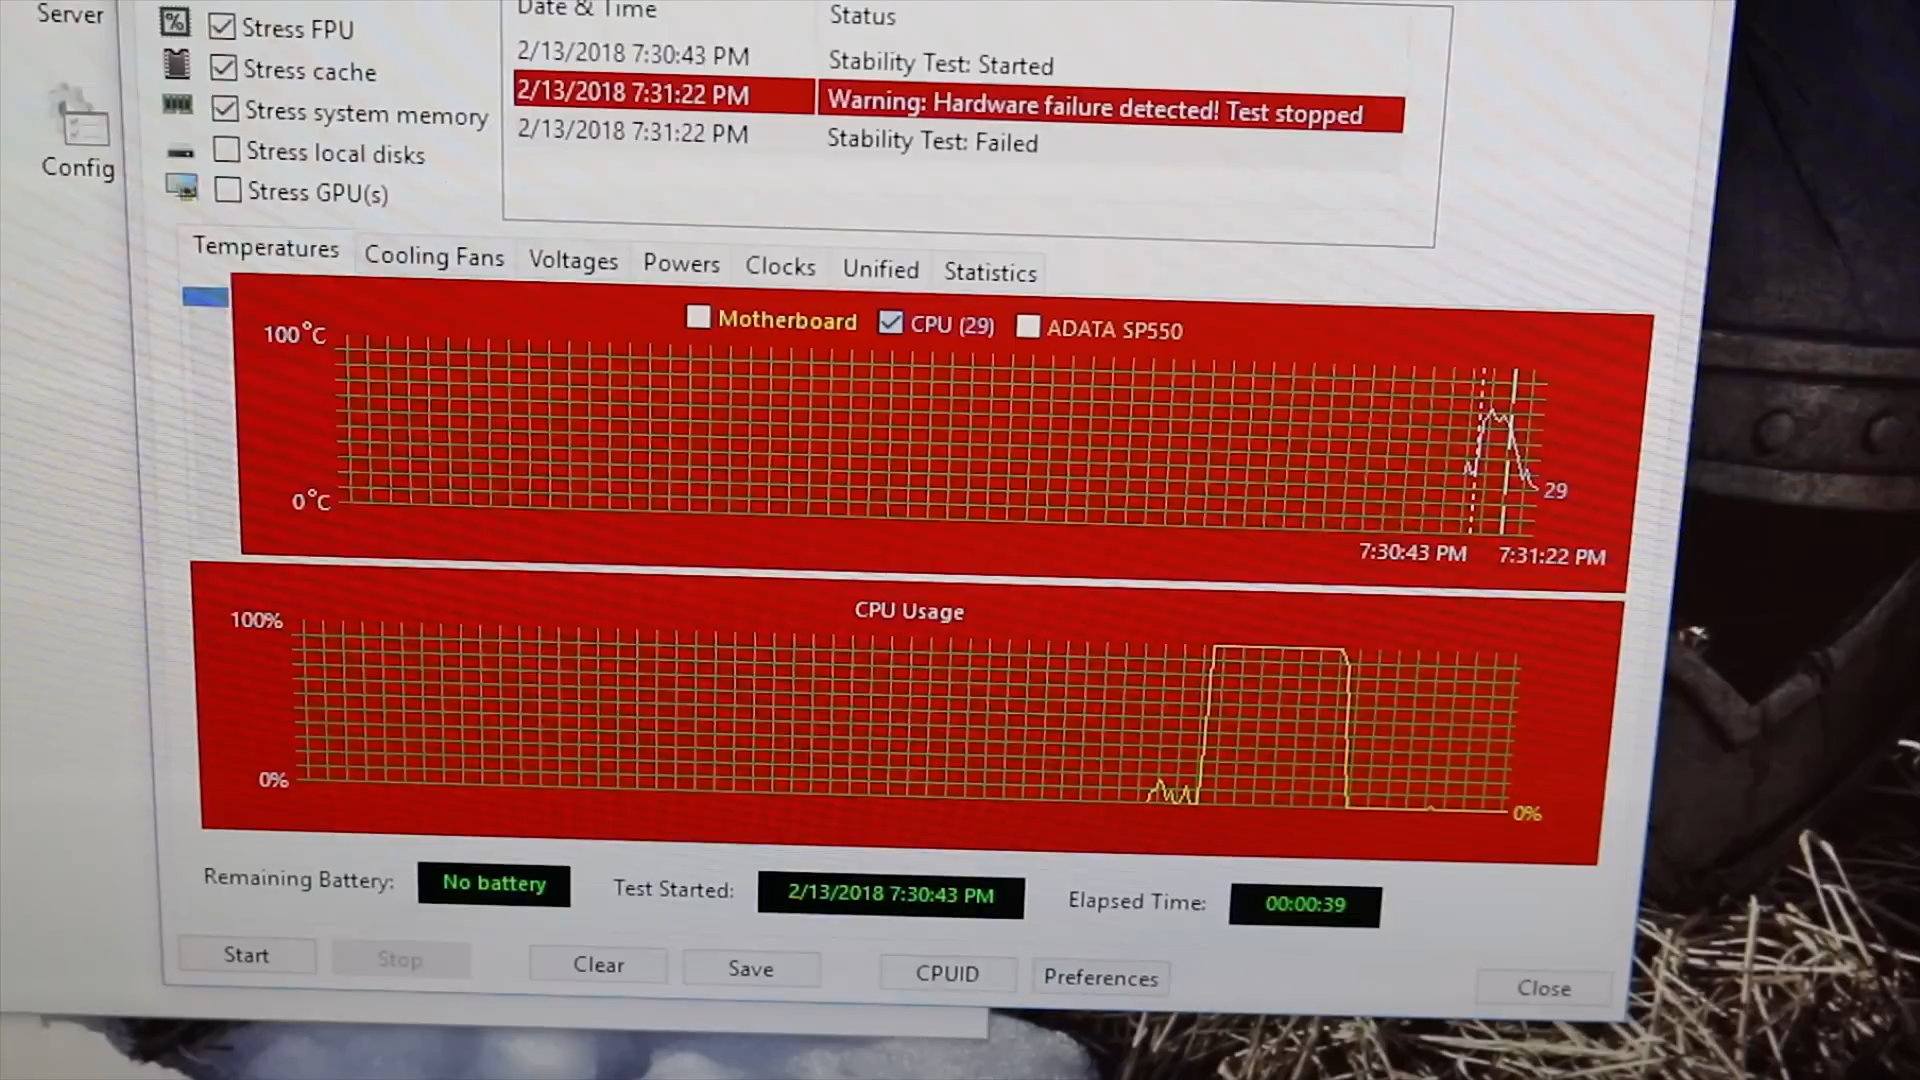 Server
Config
Stress FPU
Stress cache
Stress system memory
Stress local disks
Stress GPU(s)
Date & Time Status
2/13/2018 7:30:43 PM Stability Test: Started
2/13/2018 7:31:22 PM Warning: Hardware failure detected! Test stopped
2/13/2018 7:31:22 PM Stability Test: Failed
Temperatures Cooling Fans Voltages Powers Clocks Unified Statistics
Motherboard CPU (29) ADATA SP550
100°C
0°C
29
7:30:43 PM 7:31:22 PM
CPU Usage
100%
0%
0%
Remaining Battery: No battery Test Started: 2/13/2018 7:30:43 PM Elapsed Time: 00:00:39
Start Stop Clear Save CPUID Preferences Close